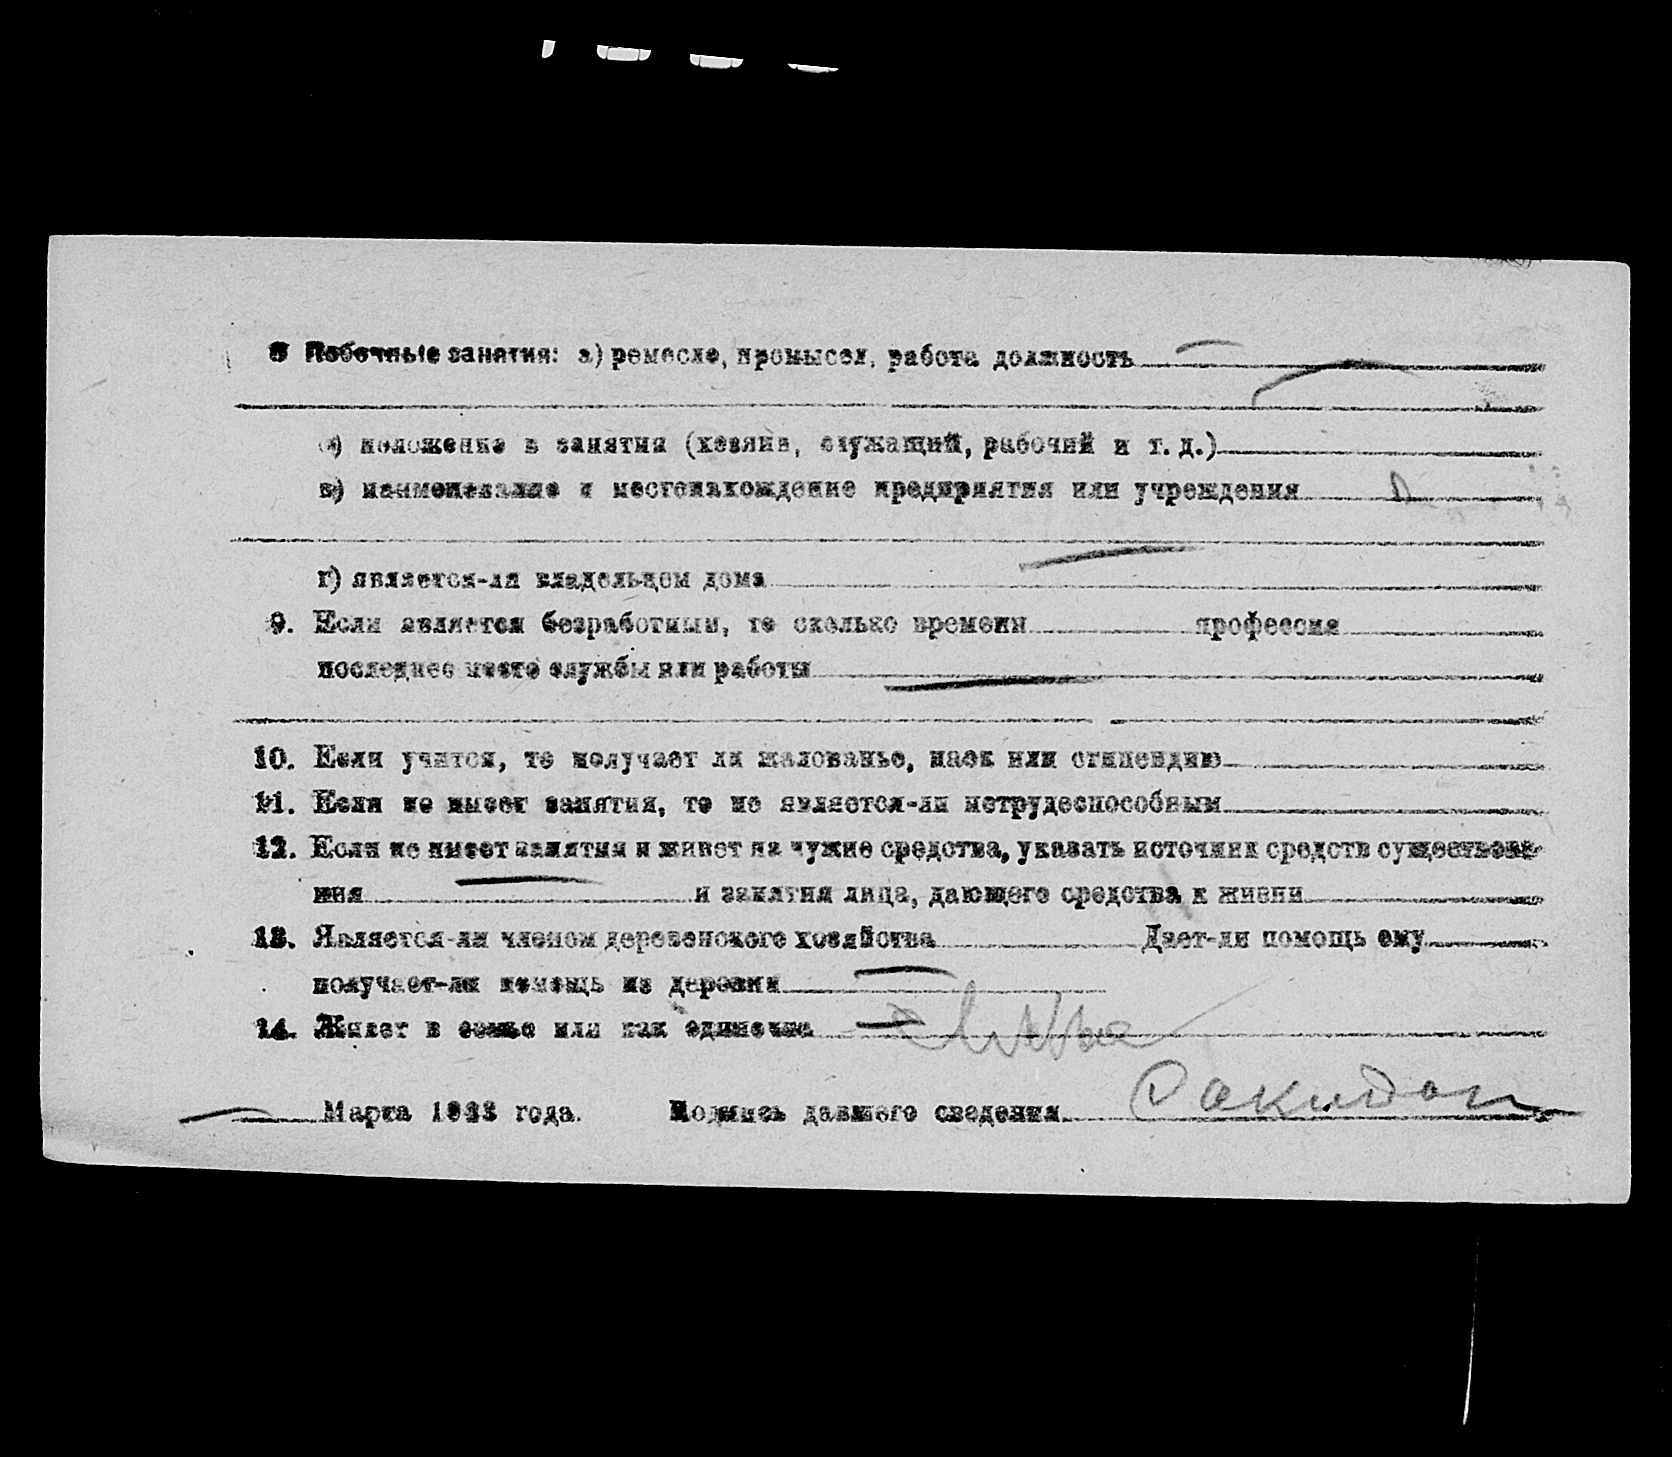 8 Побочные занятия: а) ремесло, промысел, работа должность
б) положение в занятия (хозяин, служащий, рабочий и т. д.)
в) наименование и местонахождение предприятия или учреждения
г) является-ли владельцем дома
9. Если является безработным, то сколько времени профессия
последнее место службы или работы
10. Если учится, то получает ли жалованье, паек или стипендию
11. Если не имеет занятия, то не является-ли нетрудоспособным
12. Если не имеет занятия и живет на чужие средства, указать источник средств существова-
ния и занятия лица, дающего средства к жизни
13. Является-ли членом деревенского хозяйства Дает-ли помощь ему
получает-ли помощь из деревни
14. Живет в семье или как одиночка
Марта 1923 года. Подпись давшего сведения